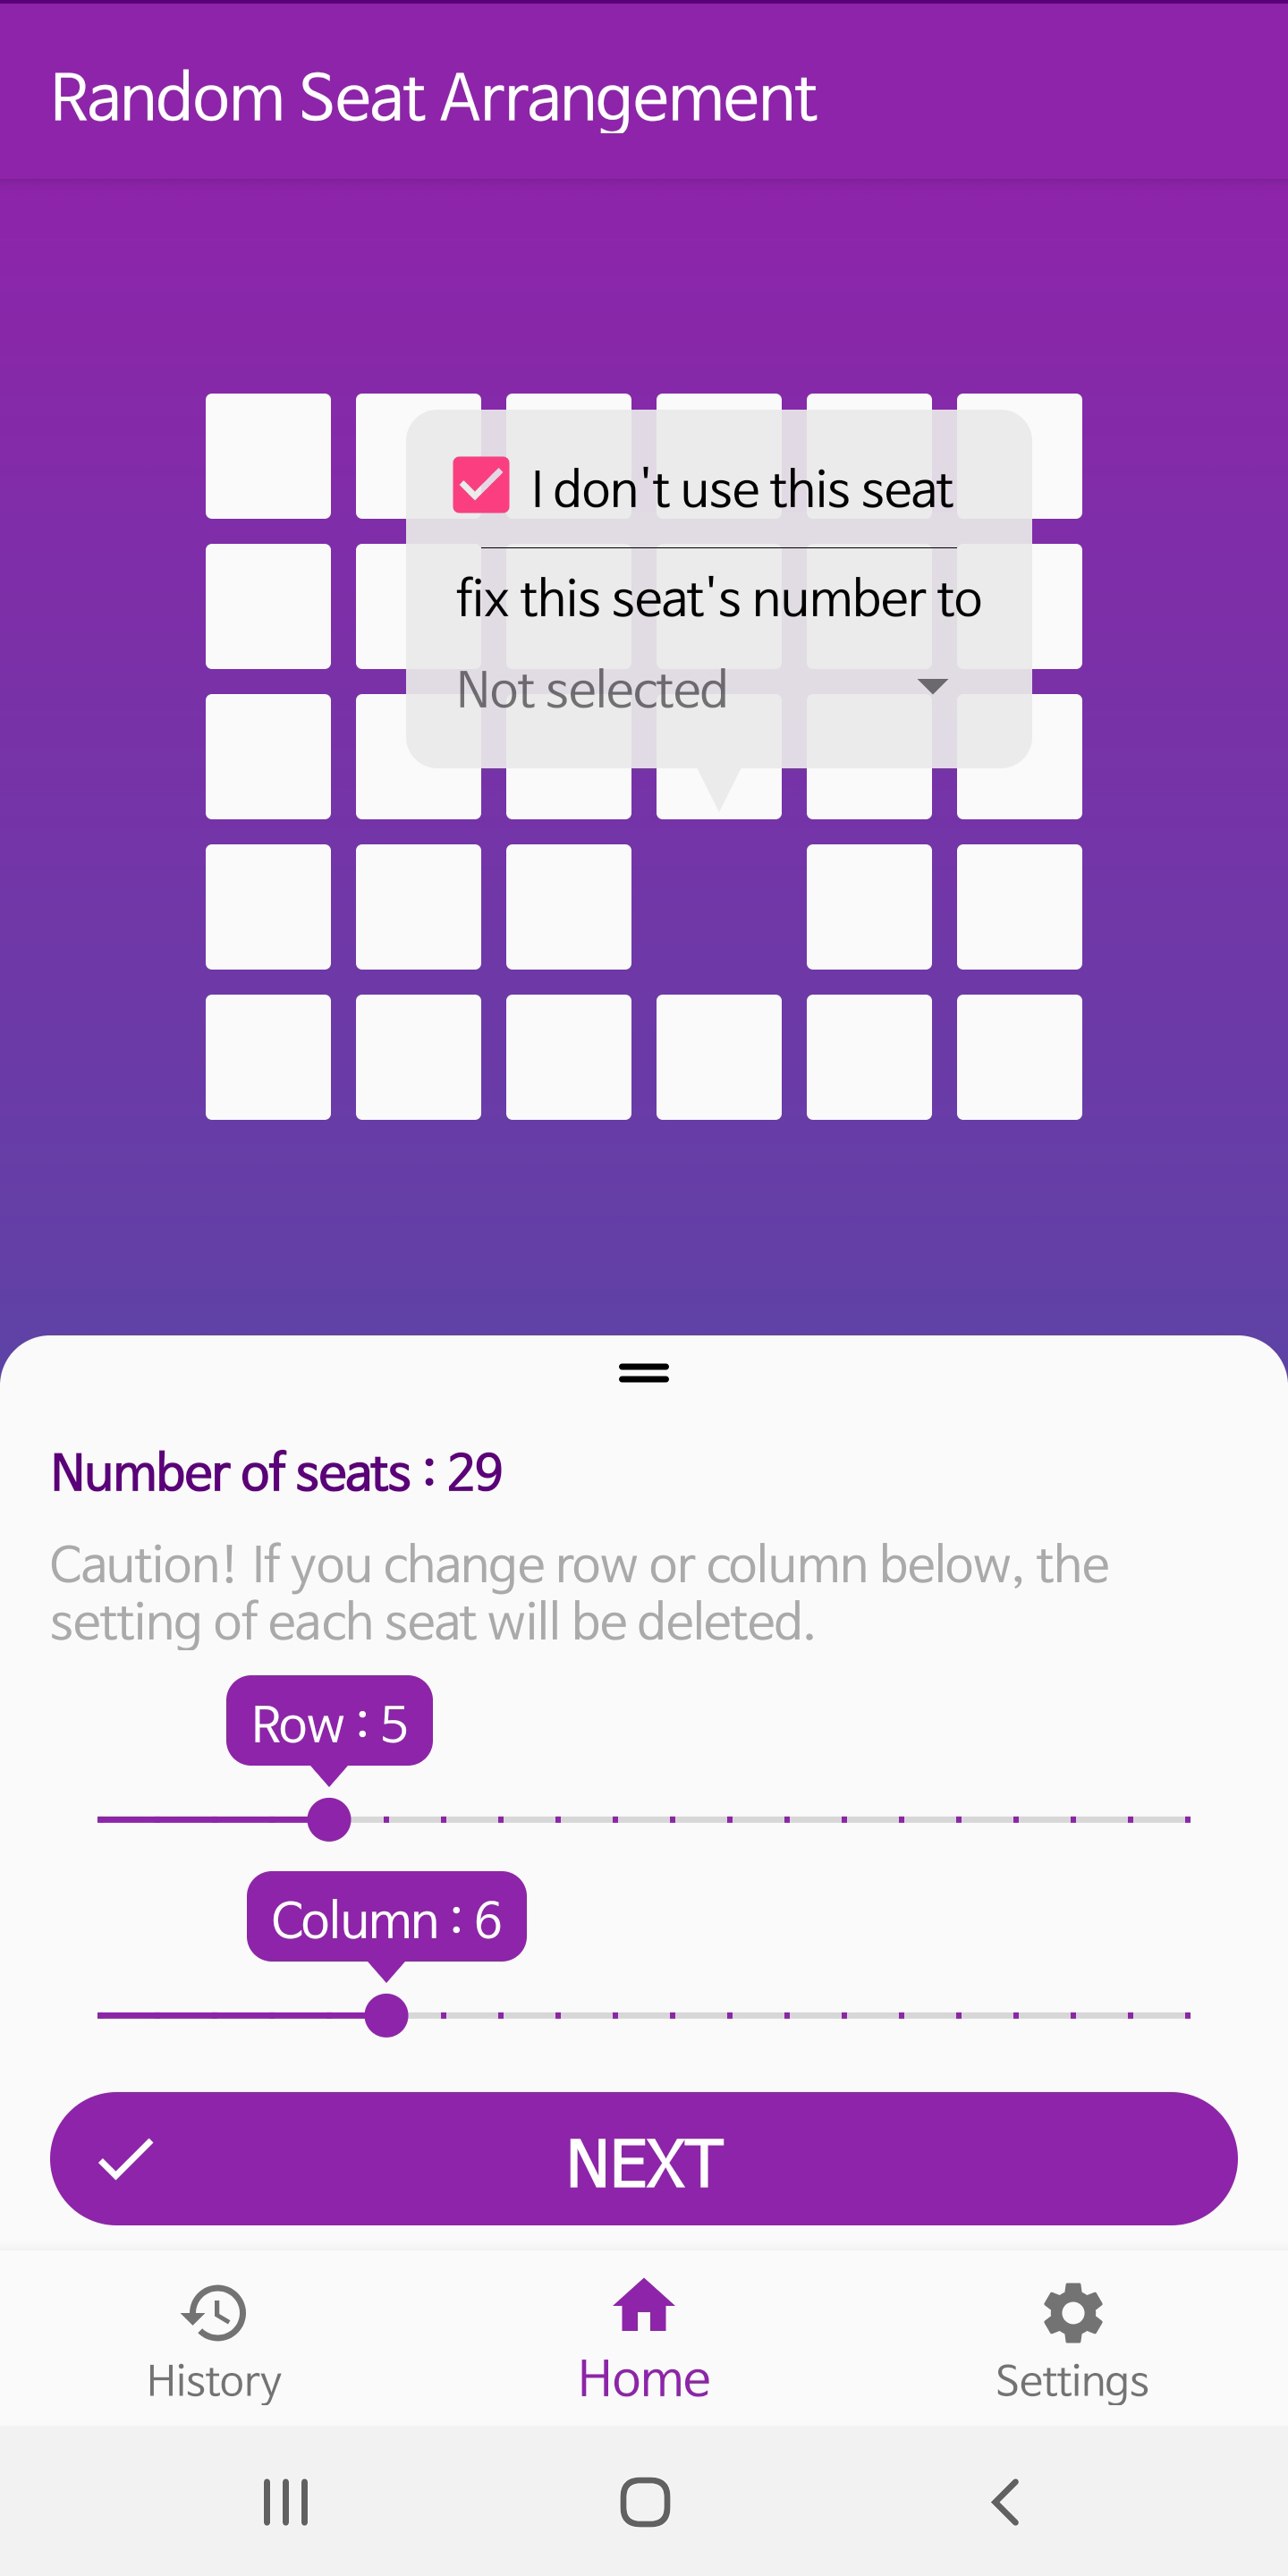 Random Seat Arrangement
I don't use this seat
fix this seat's number to
Not selected
Number of seats : 29
Caution! If you change row or column below, the
setting of each seat will be deleted.
Row : 5
Column : 6
NEXT
History
Home
Settings